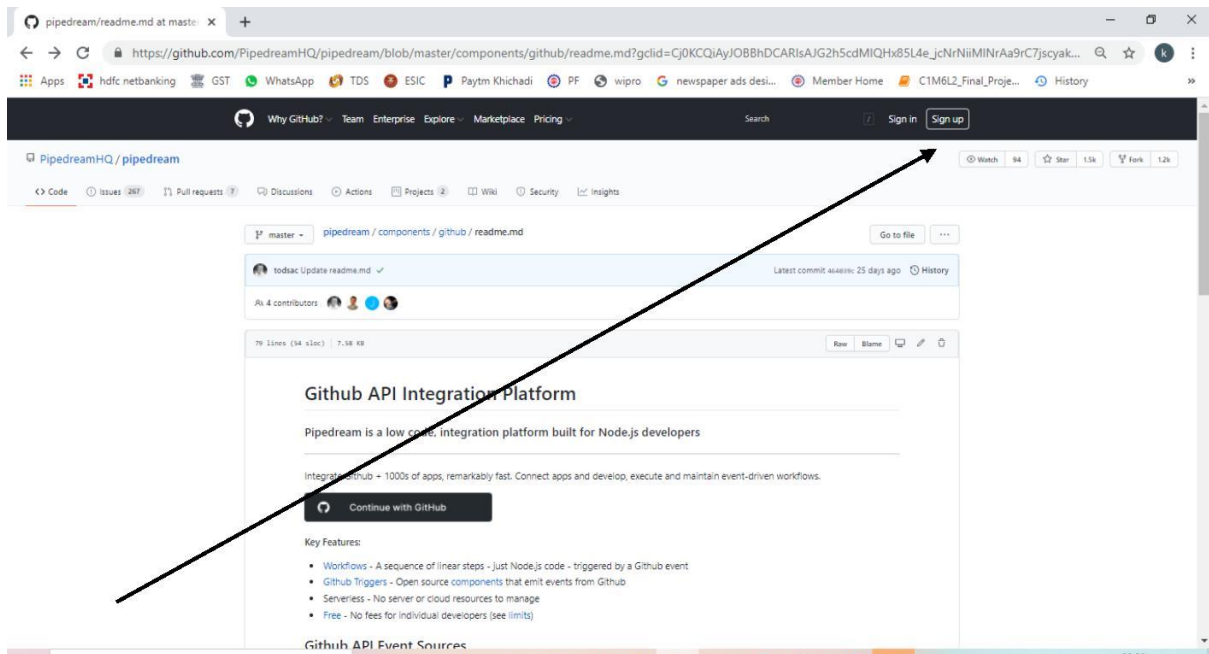 pipedream/readme.md at master
https://github.com/PipedreamHQ/pipedream/blob/master/components/github/readme.md?gclid=Cj0KCQiAyJOBBhDCARIsAJG2h5cdMIQHx85L4e_jcNrNiiMINrAa9rC7jscyak... k
Apps hdfc netbanking GST WhatsApp TDS ESIC Paytm Khichadi PF wipro newspaper ads desi... Member Home C1M6L2_Final_Proje... History »
Why GitHub? Team Enterprise Explore Marketplace Pricing Search / Sign in Sign up
PipedreamHQ / pipedream Watch 94 Star 1.5k Fork 1.2k
Code Issues 267 Pull requests 7 Discussions Actions Projects 2 Wiki Security Insights
master pipedream / components / github / readme.md Go to file ...
todsac Update readme.md Latest commit 25 days ago History
4 contributors
79 lines (54 sloc) 7.58 KB Raw Blame
Github API Integration Platform
Pipedream is a low code, integration platform built for Node.js developers
Integrate Github + 1000s of apps, remarkably fast. Connect apps and develop, execute and maintain event-driven workflows.
Continue with GitHub
Key Features:
• Workflows - A sequence of linear steps - just Node.js code - triggered by a Github event
• Github Triggers - Open source components that emit events from Github
• Serverless - No server or cloud resources to manage
• Free - No fees for individual developers (see limits)
Github API Event Sources